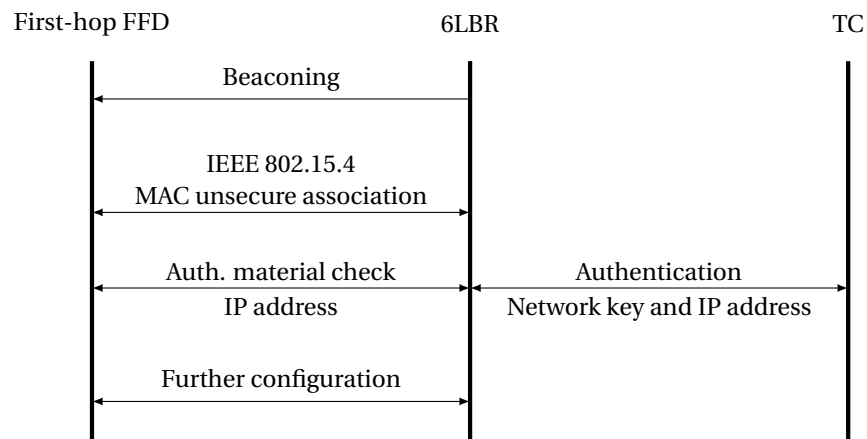 First-hop FFD
6LBR
TC
Beaconing
IEEE 802.15.4
MAC unsecure association
Auth. material check
Authentication
IP address
Network key and IP address
Further configuration